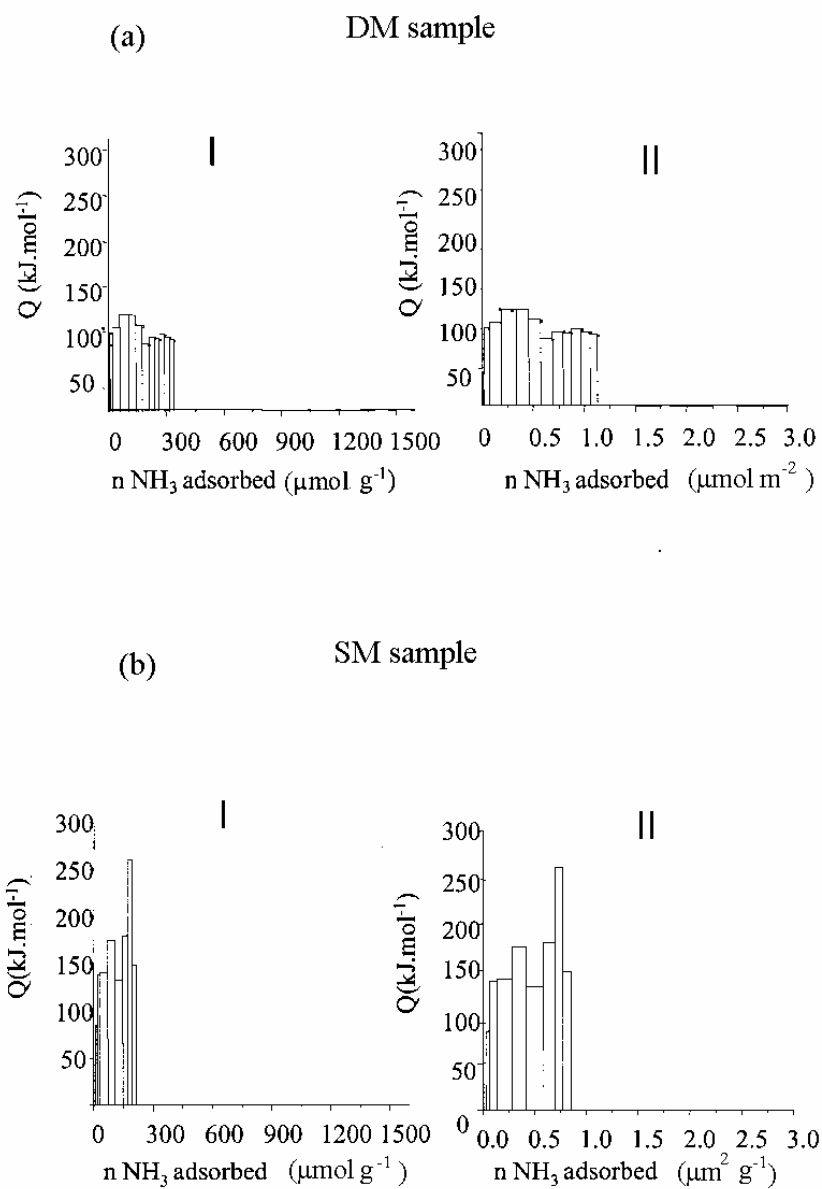 (a) DM sample
I
Q (kJ.mol⁻¹)
300
250
200
150
100
50
0 300 600 900 1200 1500
n NH₃ adsorbed (μmol g⁻¹)
II
Q (kJ.mol⁻¹)
300
250
200
150
100
50
0 0.5 1.0 1.5 2.0 2.5 3.0
n NH₃ adsorbed (μmol m⁻² )
(b) SM sample
I
Q(kJ.mol⁻¹)
300
250
200
150
100
50
0 300 600 900 1200 1500
n NH₃ adsorbed (μmol g⁻¹ )
II
Q(kJ.mol⁻¹)
300
250
200
150
100
50
0
0.0 0.5 1.0 1.5 2.0 2.5 3.0
n NH₃ adsorbed (μm² g⁻¹)